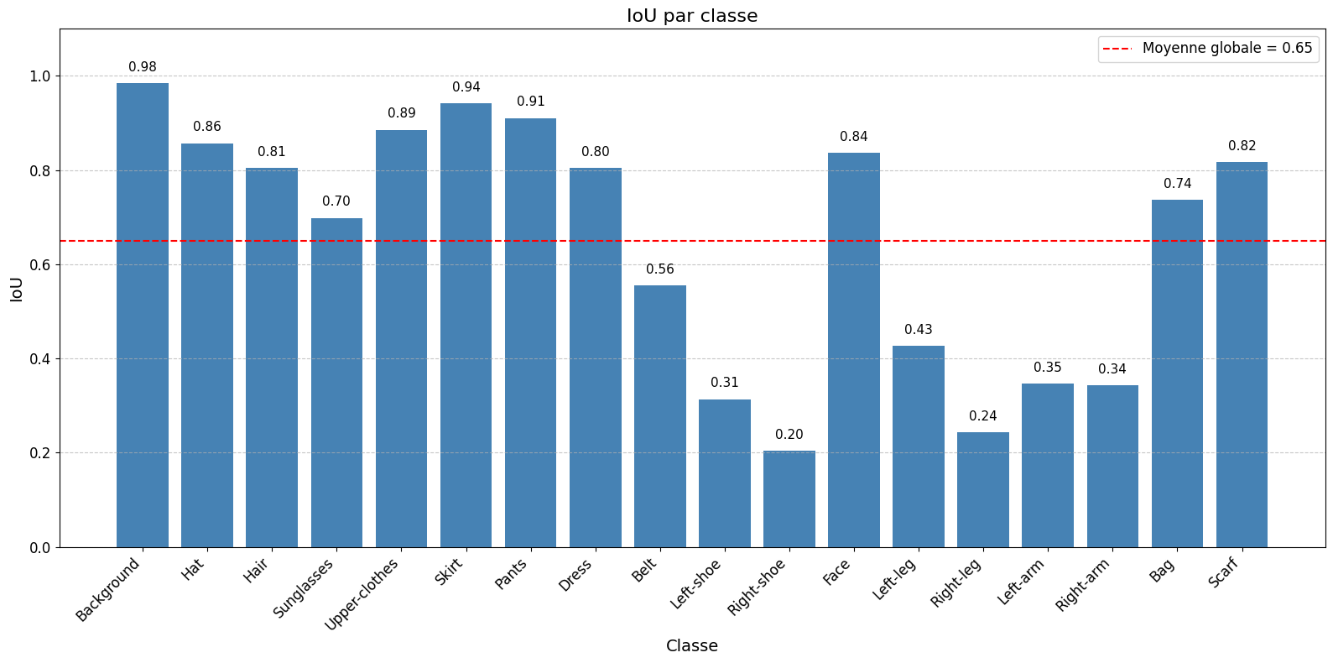 IoU par classe
Moyenne globale = 0.65
IoU
1.0
0.8
0.6
0.4
0.2
0.0
0.98
0.86
0.81
0.70
0.89
0.94
0.91
0.80
0.56
0.31
0.20
0.84
0.43
0.24
0.35
0.34
0.74
0.82
Background
Hat
Hair
Sunglasses
Upper-clothes
Skirt
Pants
Dress
Belt
Left-shoe
Right-shoe
Face
Left-leg
Right-leg
Left-arm
Right-arm
Bag
Scarf
Classe